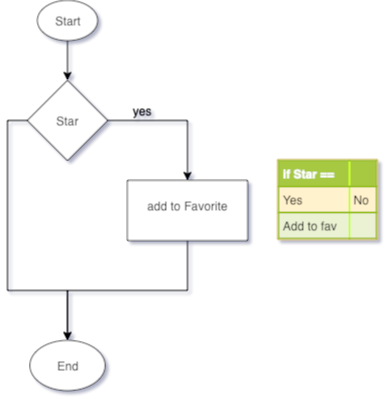 Start
Star
yes
add to Favorite
End
if Star ==
Yes No
Add to fav